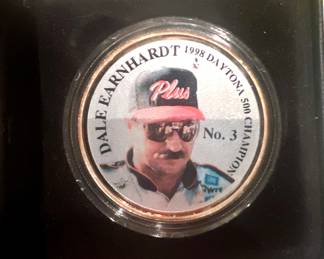 DALE EARNHARDT 1998 DAYTONA 500 CHAMPION
Plus
No. 3